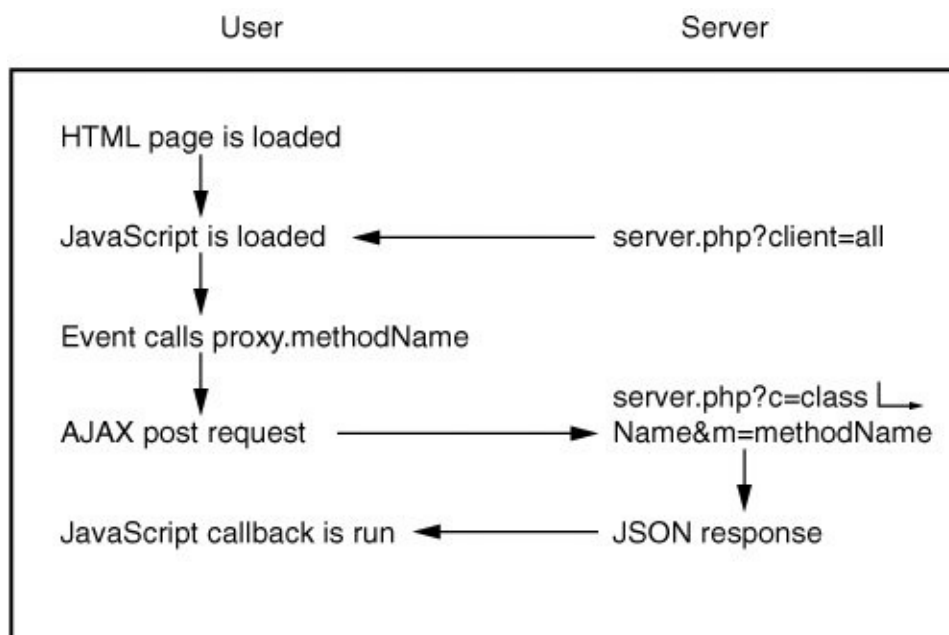 User Server
HTML page is loaded
JavaScript is loaded server.php?client=all
Event calls proxy.methodName
server.php?c=class
AJAX post request Name&m=methodName
JavaScript callback is run JSON response